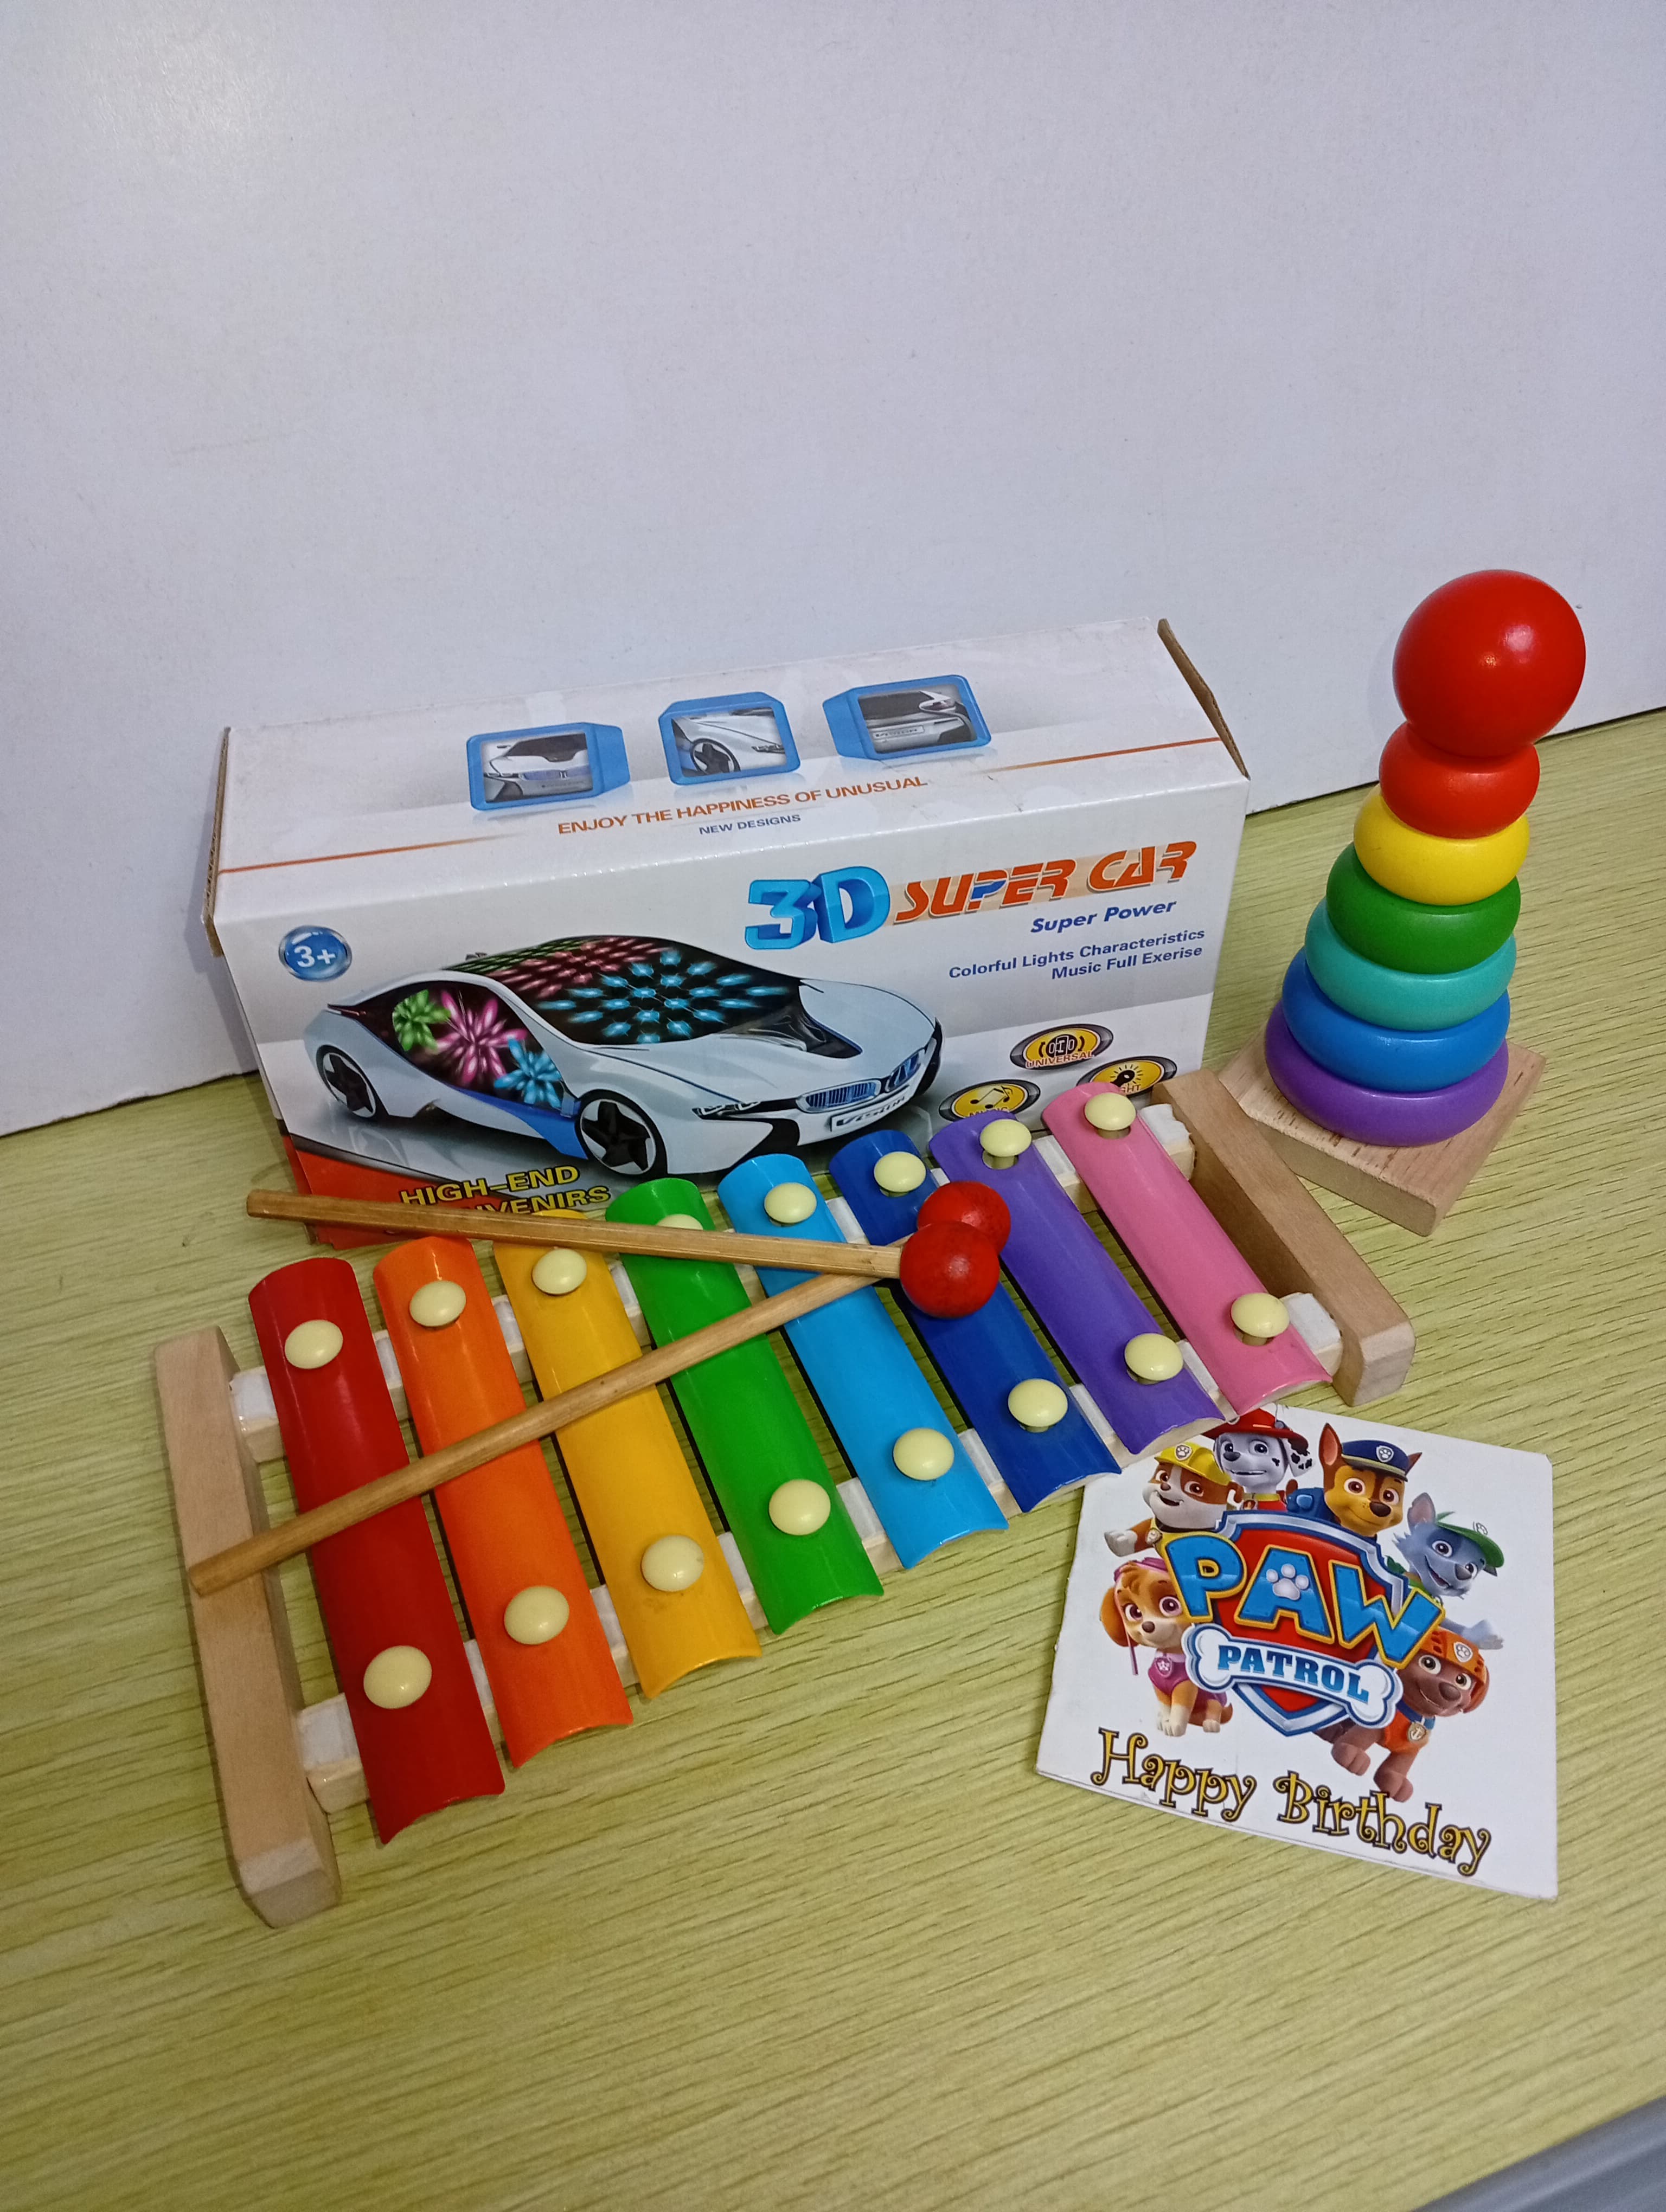 ENJOY THE HAPPINESS OF UNUSUAL
NEW DESIGNS
3D SUPER CAR
Super Power
Colorful Lights Characteristics
Music Full Exerise
3+
UNIVERSAL
HIGH-END
PAW
PATROL
Happy Birthday